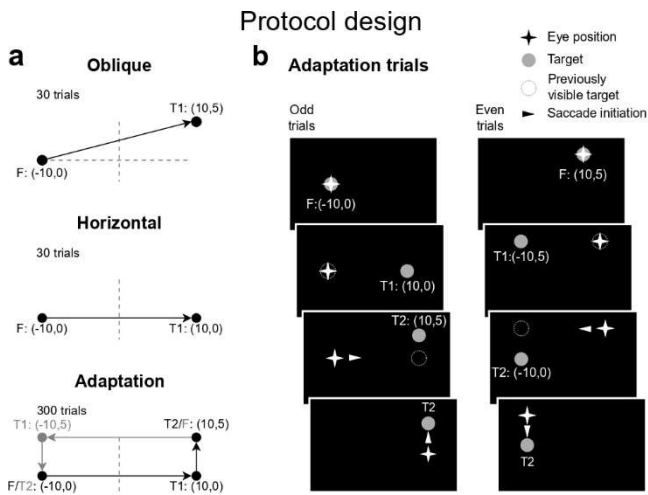 Protocol design
a
Oblique
30 trials
T1: (10,5)
F: (-10,0)
Horizontal
30 trials
F: (-10,0)
T1: (10,0)
Adaptation
300 trials
T1: (-10,5)
T2/F: (10,5)
F/T2: (-10,0)
T1: (10,0)
b
Adaptation trials
Eye position
Target
Previously
visible target
Saccade initiation
Odd
trials
F:(-10,0)
T1: (10,0)
T2: (10,5)
T2
Even
trials
F: (10,5)
T1:(-10,5)
T2: (-10,0)
T2